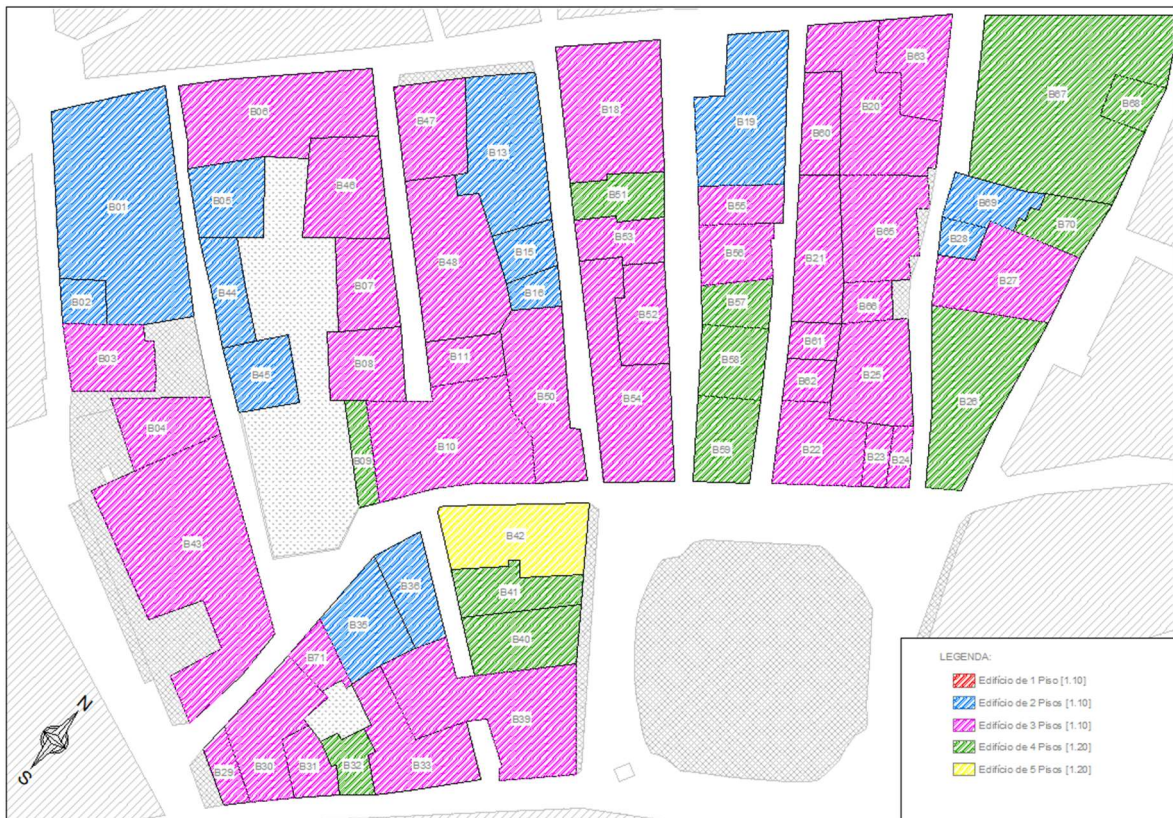 B63
B06
B20
B67
B68
B47
B18
B19
B60
B13
B46
B05
B01
B51
B69
B55
B70
B28
B65
B53
B15
B56
B48
B21
B44
B07
B27
B16
B02
B57
B66
B52
B61
B11
B03
B08
B58
B45
B62
B25
B50
B54
B26
B04
B10
B09
B59
B22
B23
B24
B42
B43
B36
B41
B35
B40
B71
B39
B29
B30
B31
B32
B33
N
S
LEGENDA:
Edifício de 1 Piso [1.10]
Edifício de 2 Pisos [1.10]
Edifício de 3 Pisos [1.10]
Edifício de 4 Pisos [1.20]
Edifício de 5 Pisos [1.20]